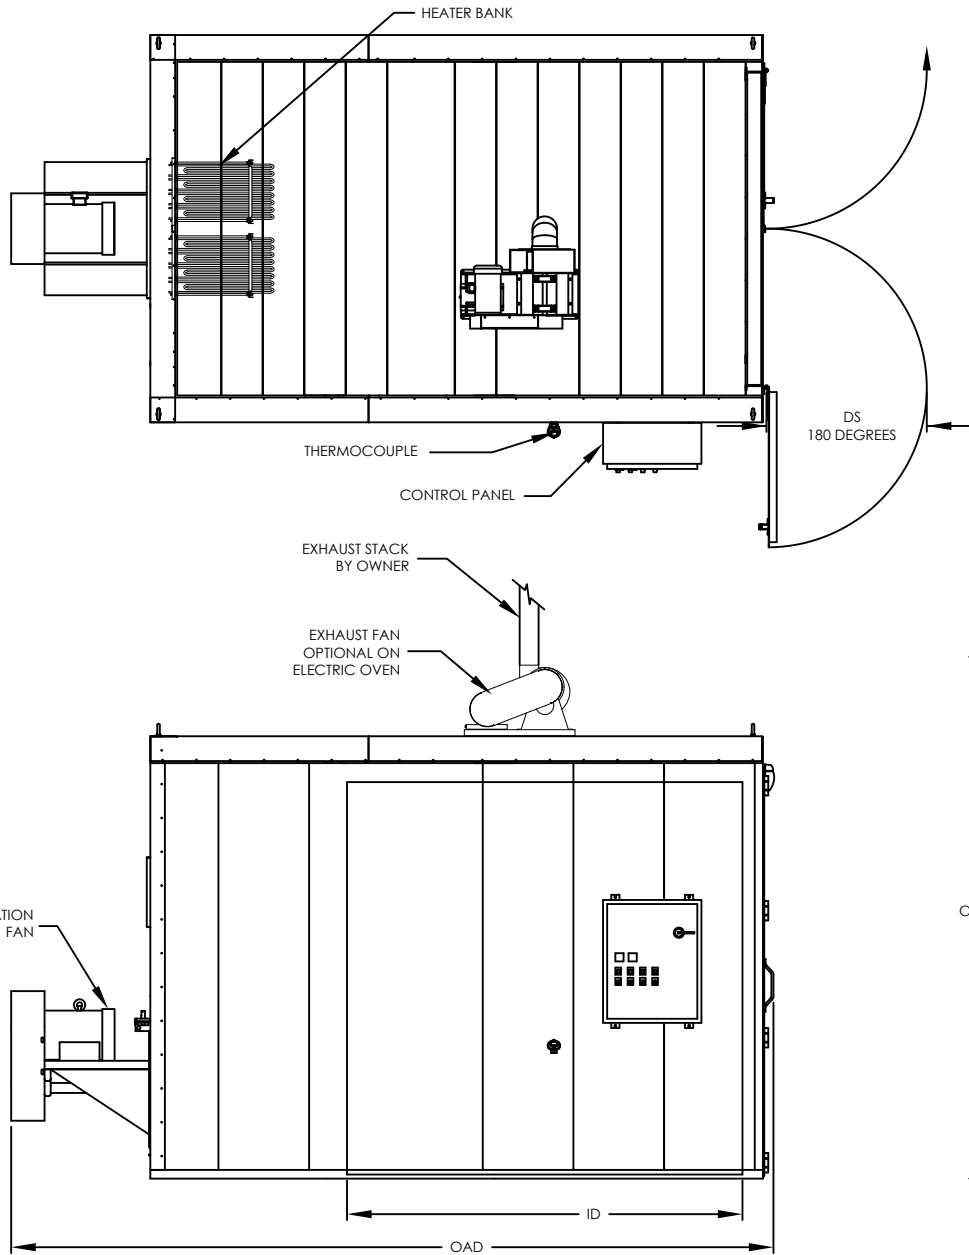 HEATER BANK
DS
180 DEGREES
THERMOCOUPLE
CONTROL PANEL
EXHAUST STACK
BY OWNER
EXHAUST FAN
OPTIONAL ON
ELECTRIC OVEN
FAN
ID
OAD